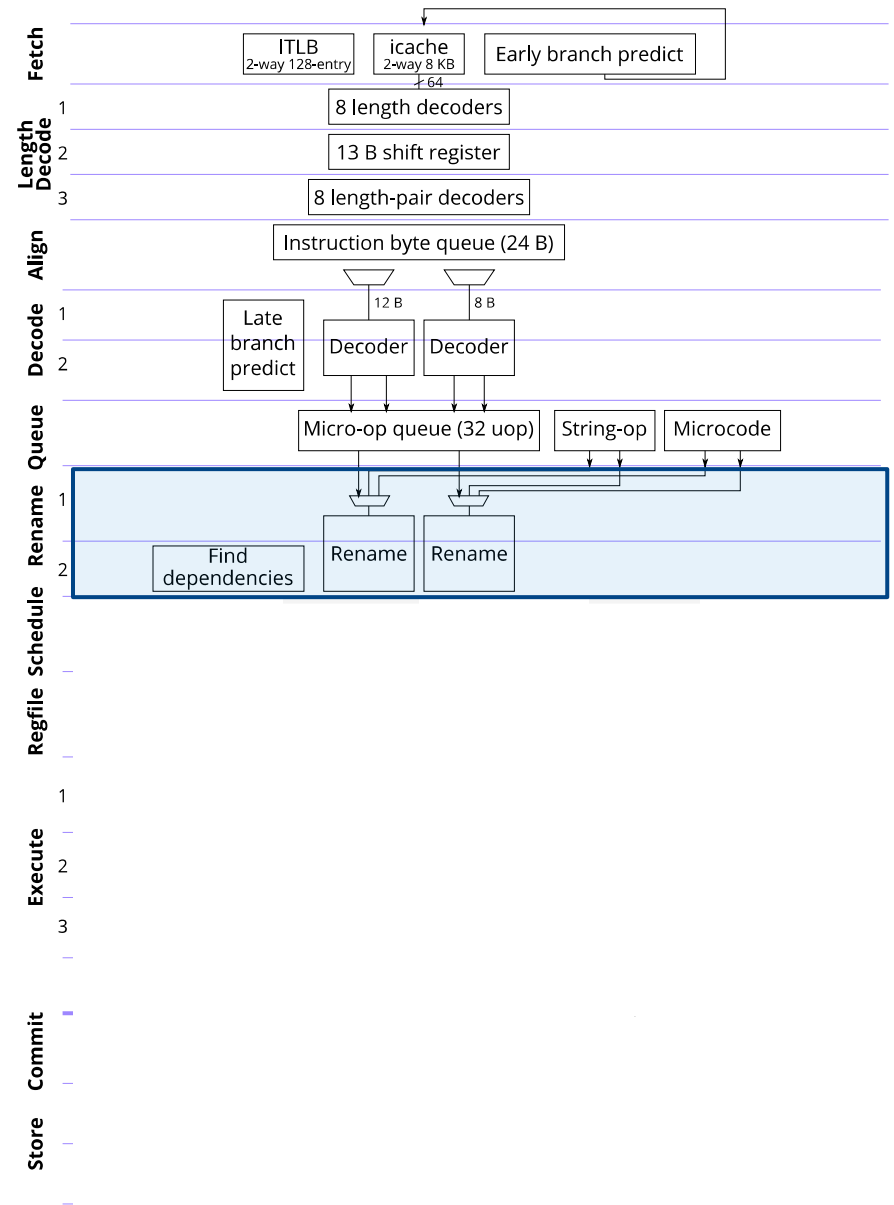 Fetch
ITLB
2-way 128-entry
icache
2-way 8 KB
Early branch predict
64
Length
Decode
1
8 length decoders
2
13 B shift register
3
8 length-pair decoders
Align
Instruction byte queue (24 B)
12 B
8 B
Decode
1
2
Late
branch
predict
Decoder
Decoder
Queue
Micro-op queue (32 uop)
String-op
Microcode
Rename
1
2
Find
dependencies
Rename
Rename
Schedule
Regfile
Execute
1
2
3
Commit
Store